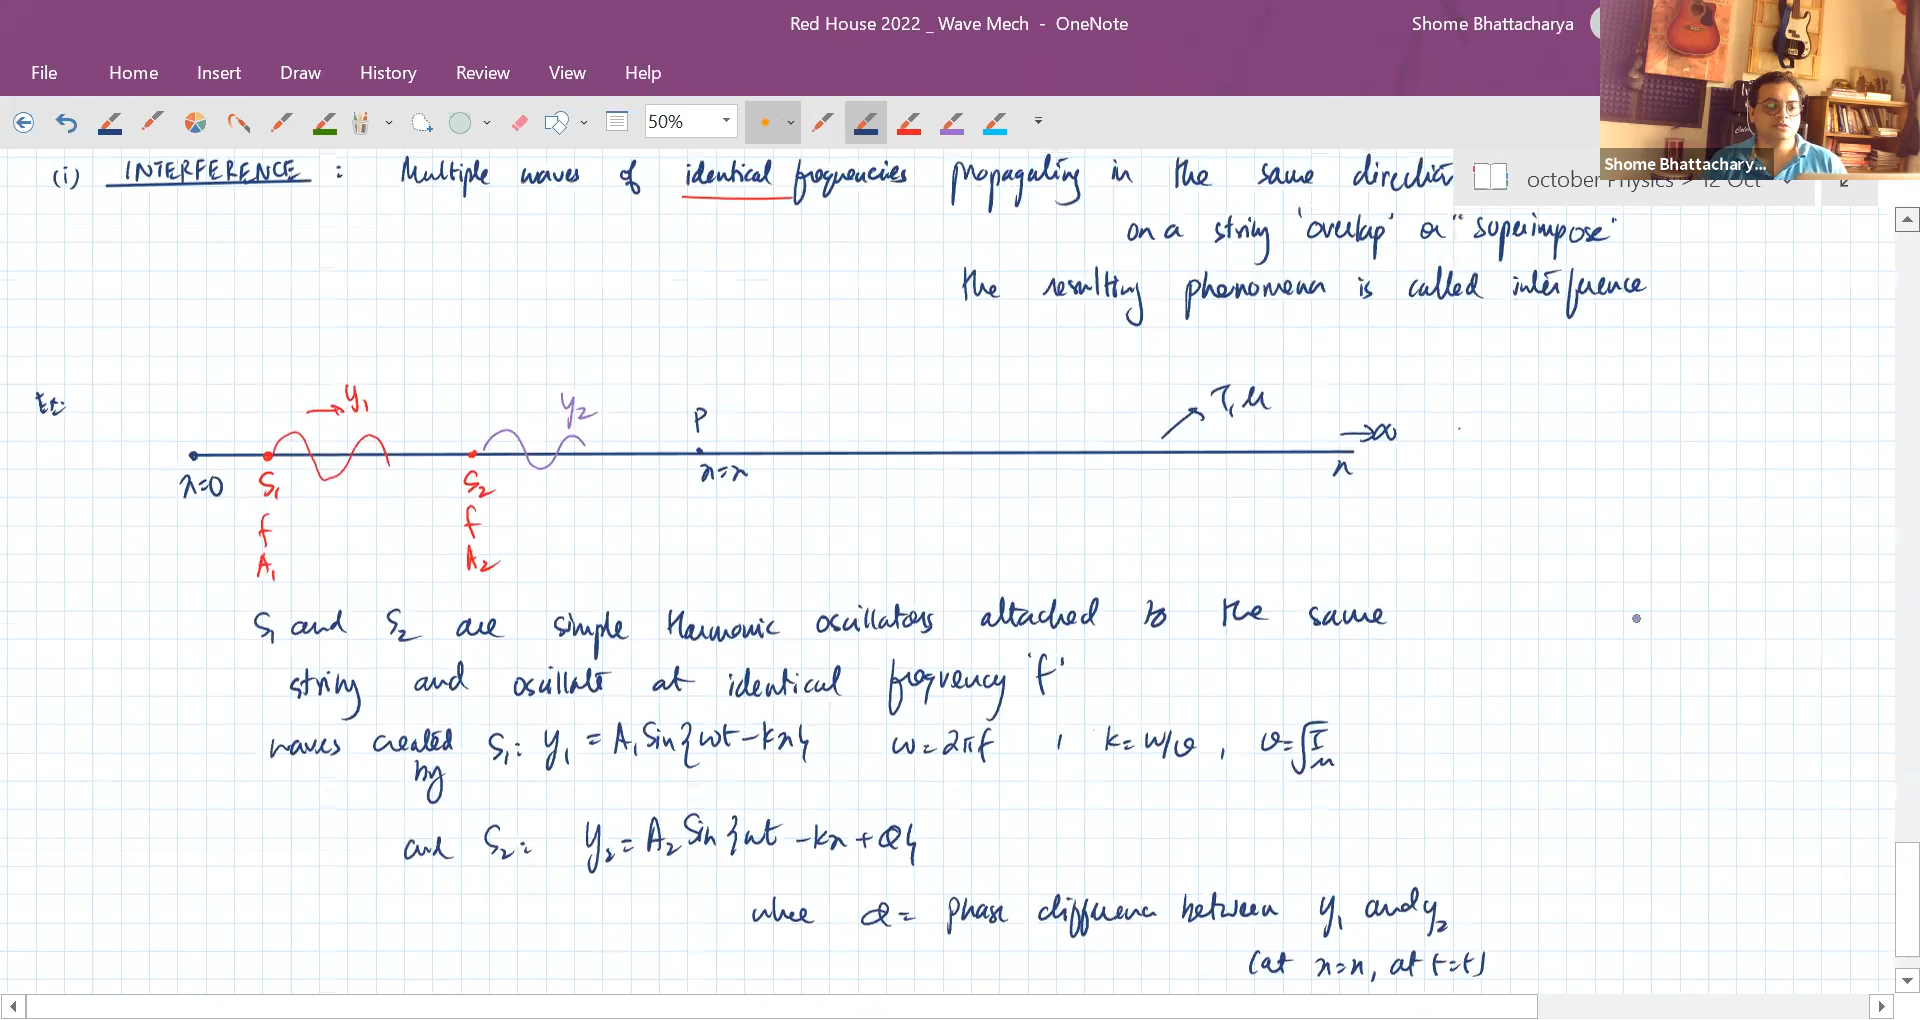 Red House 2022 _ Wave Mech - OneNote
Shome Bhattacharya
File Home Insert Draw History Review View Help
50%
Shome Bhattachary...
october Physics > 12 Oct
(i) INTERFERENCE : Multiple waves of identical frequencies propagating in the same direction
on a string 'overlap' or "superimpose"
the resulting phenomena is called interference
Ex:
→ y₁
y₂
P
T, μ
→∞
x=0
S₁
S₂
x=x
x
f
f
A₁
A₂
S₁ and S₂ are simple Harmonic oscillators attached to the same
string and oscillate at identical frequency 'f'
waves created by S₁: y₁ = A₁ Sin{ωt - kx} ω = 2πf , k = ω/v , v = √T/μ
and S₂: y₂ = A₂ Sin{ωt - kx + Q}
where Q = phase difference between y₁ and y₂
(at x=x, at t=t)